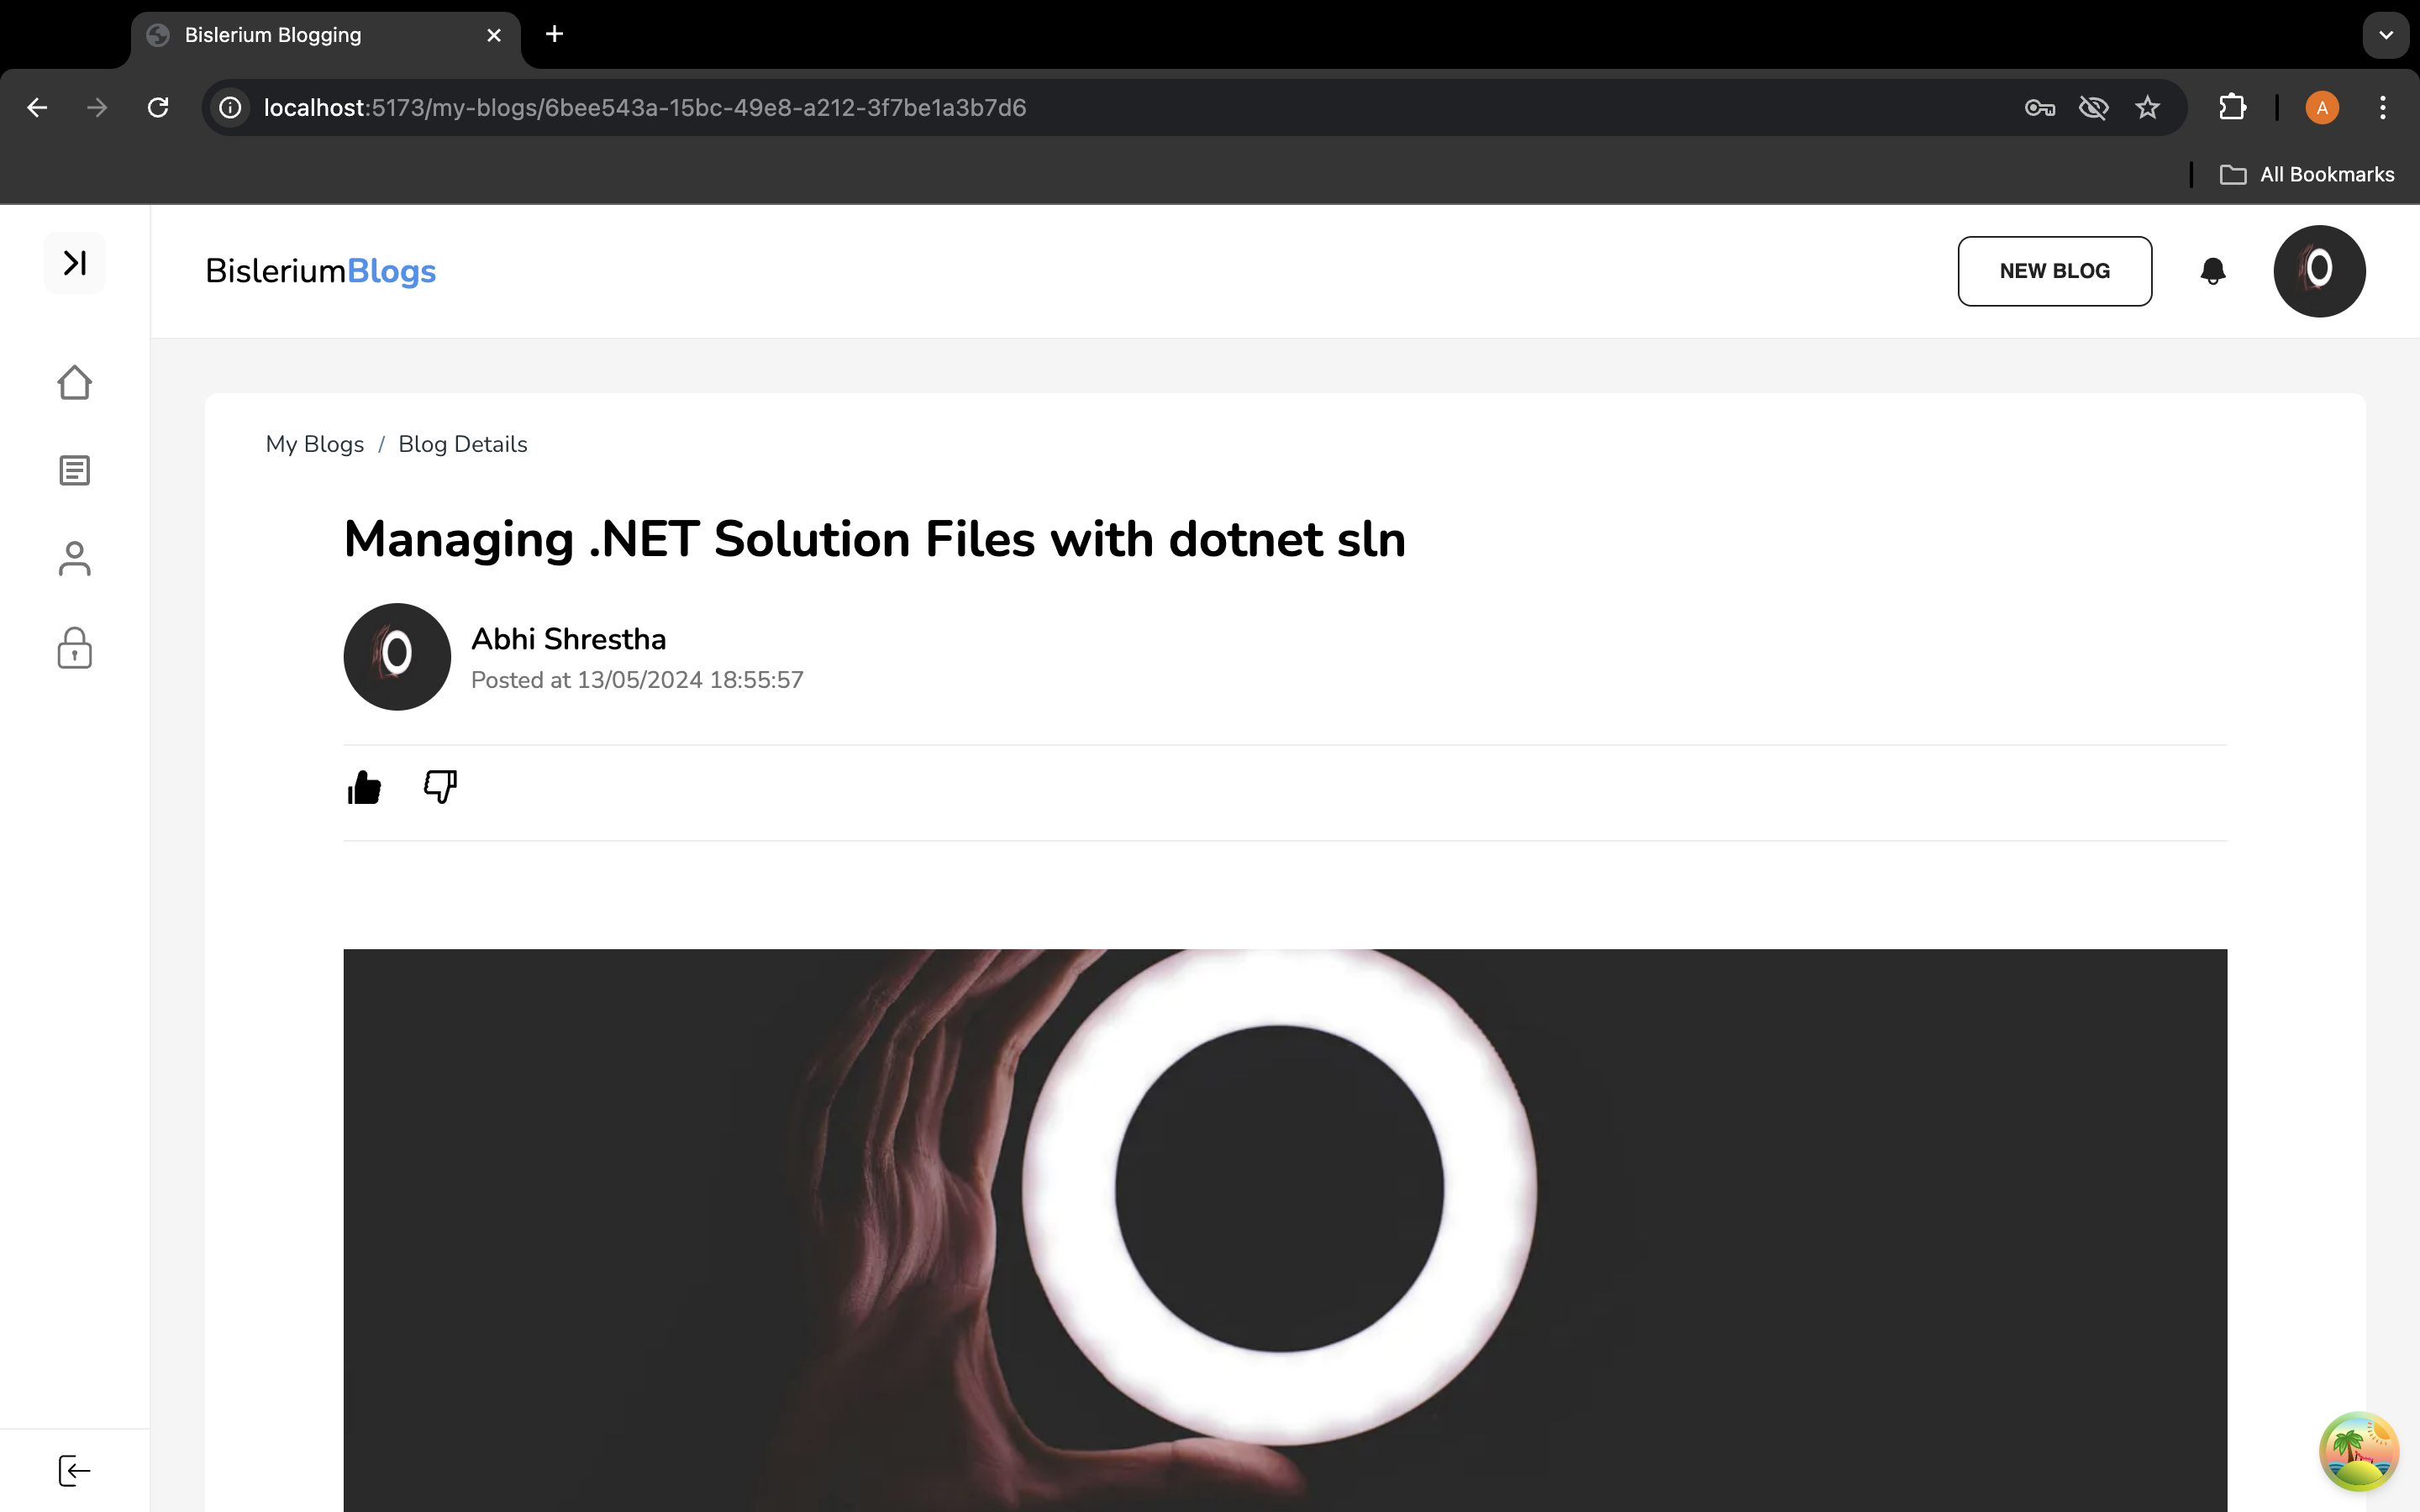 Bislerium Blogging
localhost:5173/my-blogs/6bee543a-15bc-49e8-a212-3f7be1a3b7d6
A
All Bookmarks
BisleriumBlogs
NEW BLOG
My Blogs / Blog Details
Managing .NET Solution Files with dotnet sln
Abhi Shrestha
Posted at 13/05/2024 18:55:57